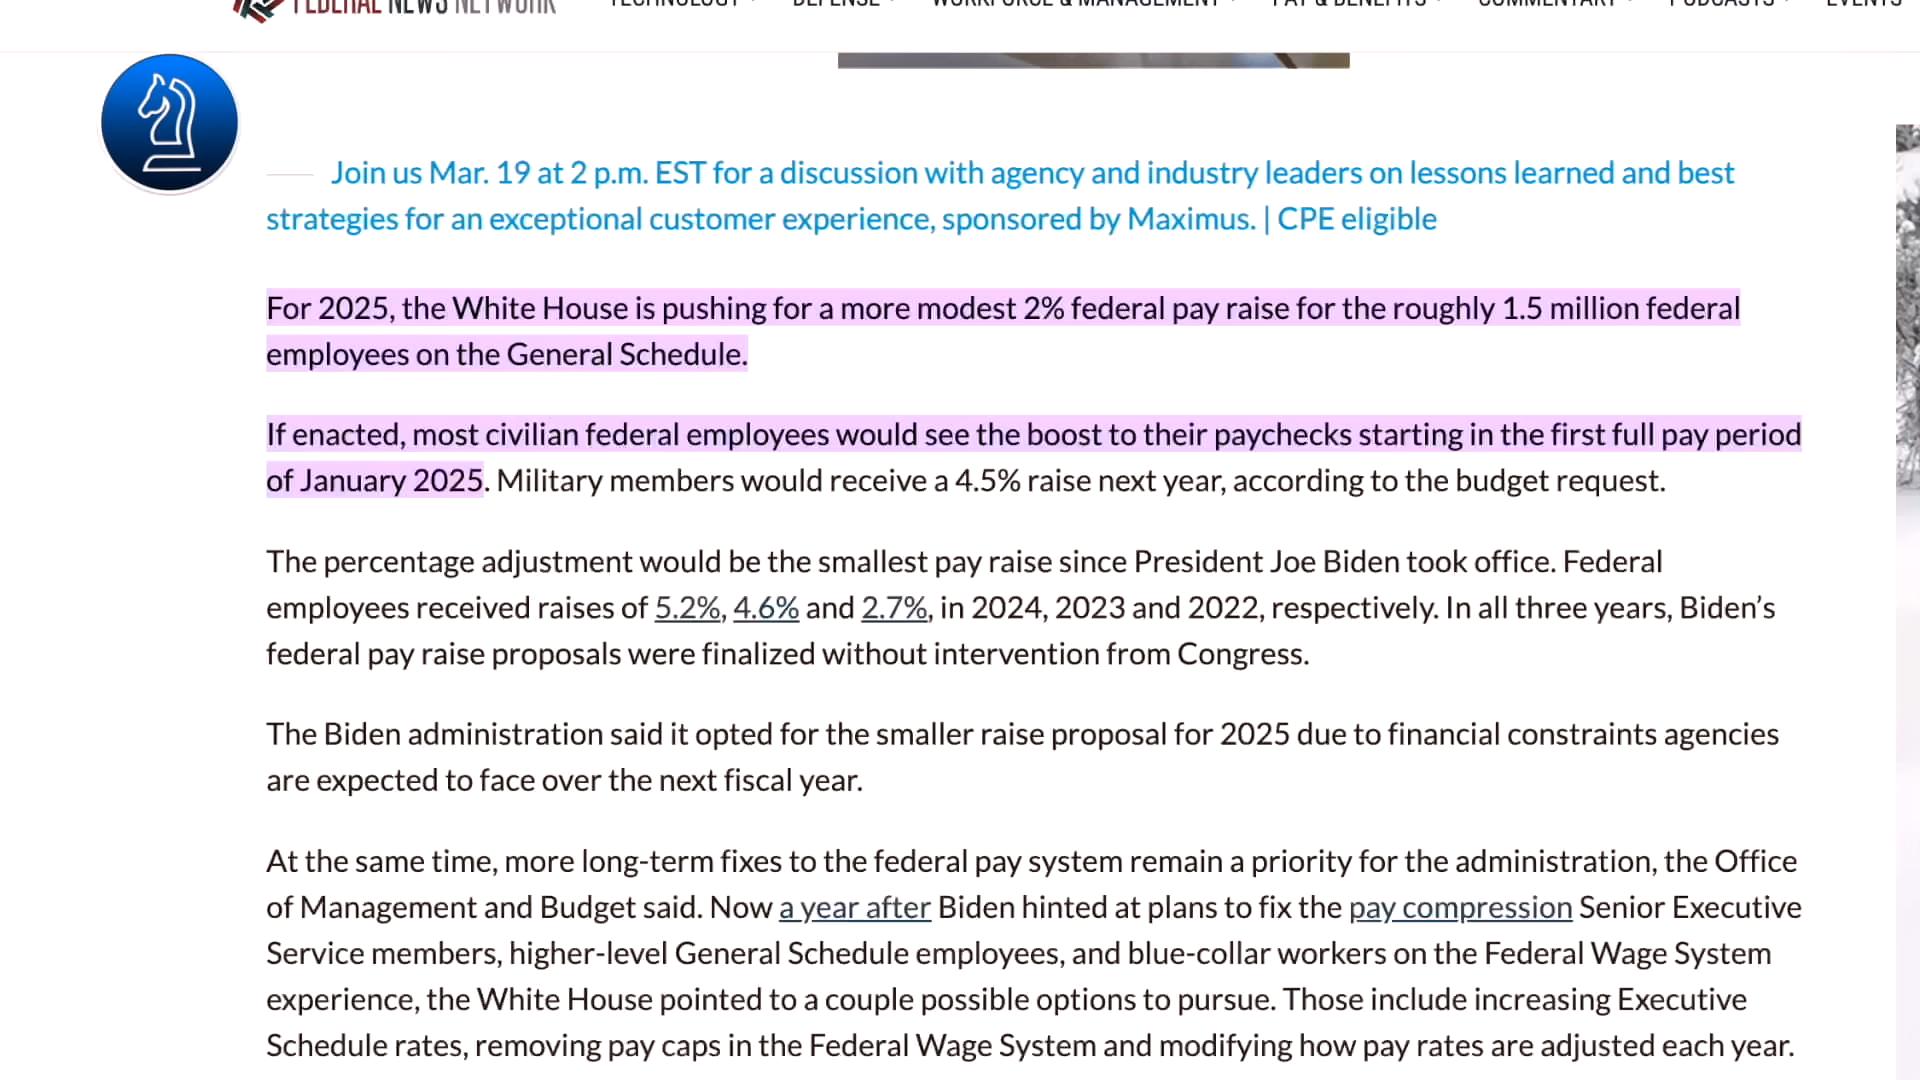 FEDERAL NEWS NETWORK TECHNOLOGY DEFENSE WORKFORCE & MANAGEMENT PAY & BENEFITS COMMENTARY PODCASTS EVENTS
Join us Mar. 19 at 2 p.m. EST for a discussion with agency and industry leaders on lessons learned and best
strategies for an exceptional customer experience, sponsored by Maximus. | CPE eligible
For 2025, the White House is pushing for a more modest 2% federal pay raise for the roughly 1.5 million federal
employees on the General Schedule.
If enacted, most civilian federal employees would see the boost to their paychecks starting in the first full pay period
of January 2025. Military members would receive a 4.5% raise next year, according to the budget request.
The percentage adjustment would be the smallest pay raise since President Joe Biden took office. Federal
employees received raises of 5.2%, 4.6% and 2.7%, in 2024, 2023 and 2022, respectively. In all three years, Biden’s
federal pay raise proposals were finalized without intervention from Congress.
The Biden administration said it opted for the smaller raise proposal for 2025 due to financial constraints agencies
are expected to face over the next fiscal year.
At the same time, more long-term fixes to the federal pay system remain a priority for the administration, the Office
of Management and Budget said. Now a year after Biden hinted at plans to fix the pay compression Senior Executive
Service members, higher-level General Schedule employees, and blue-collar workers on the Federal Wage System
experience, the White House pointed to a couple possible options to pursue. Those include increasing Executive
Schedule rates, removing pay caps in the Federal Wage System and modifying how pay rates are adjusted each year.